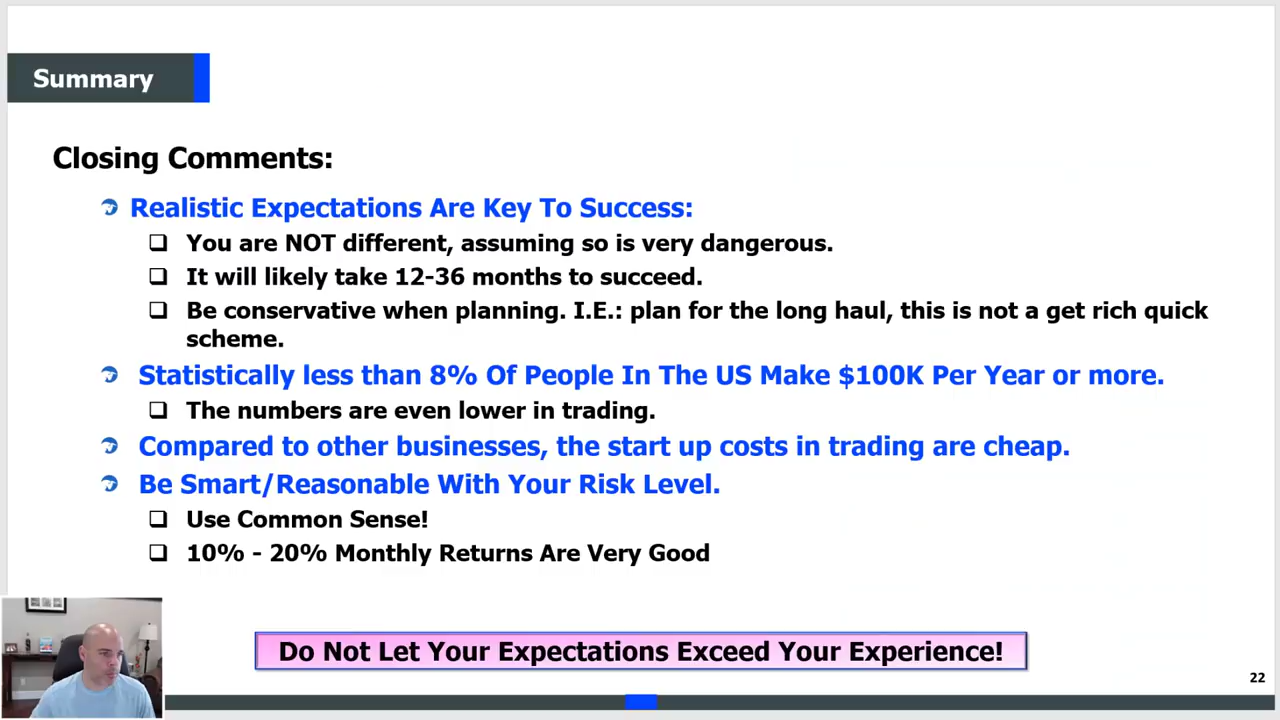 Summary
Closing Comments:
Realistic Expectations Are Key To Success:
You are NOT different, assuming so is very dangerous.
It will likely take 12-36 months to succeed.
Be conservative when planning. I.E.: plan for the long haul, this is not a get rich quick
scheme.
Statistically less than 8% Of People In The US Make $100K Per Year or more.
The numbers are even lower in trading.
Compared to other businesses, the start up costs in trading are cheap.
Be Smart/Reasonable With Your Risk Level.
Use Common Sense!
10% - 20% Monthly Returns Are Very Good
Do Not Let Your Expectations Exceed Your Experience!
22